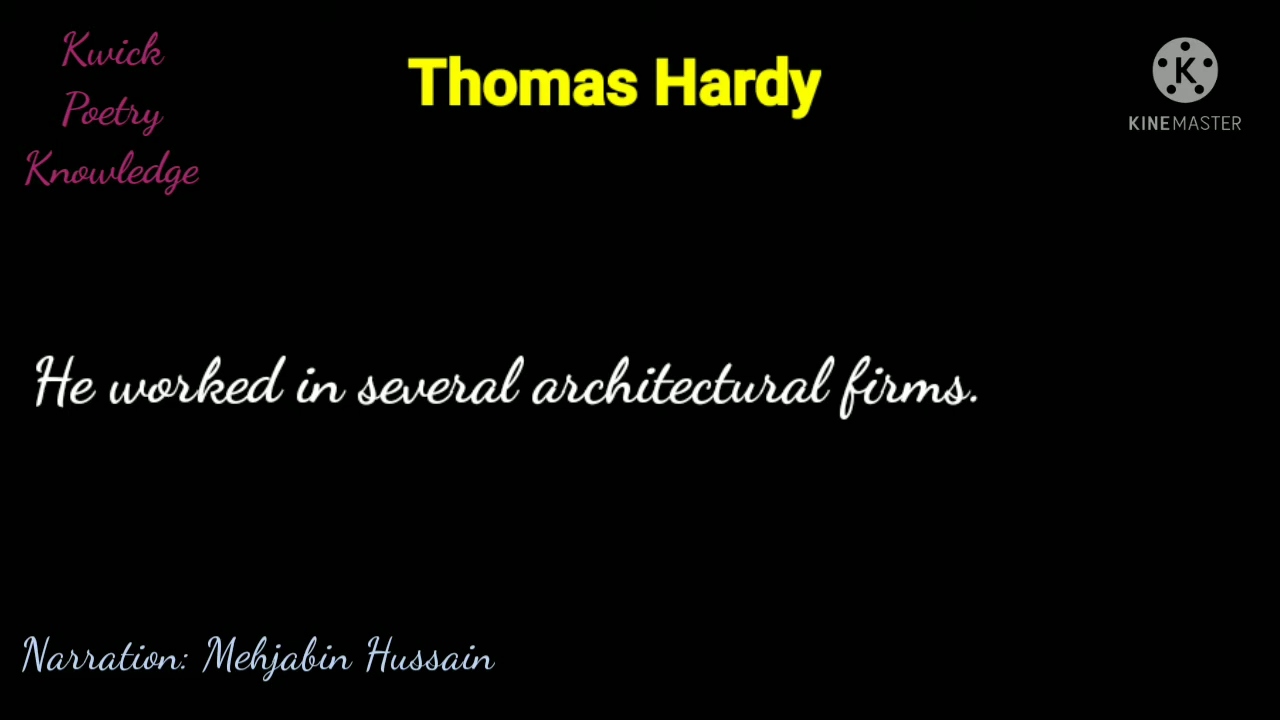 Kwick
Poetry
Knowledge
Thomas Hardy
K
KINEMASTER
He worked in several architectural firms.
Narration: Mehjabin Hussain